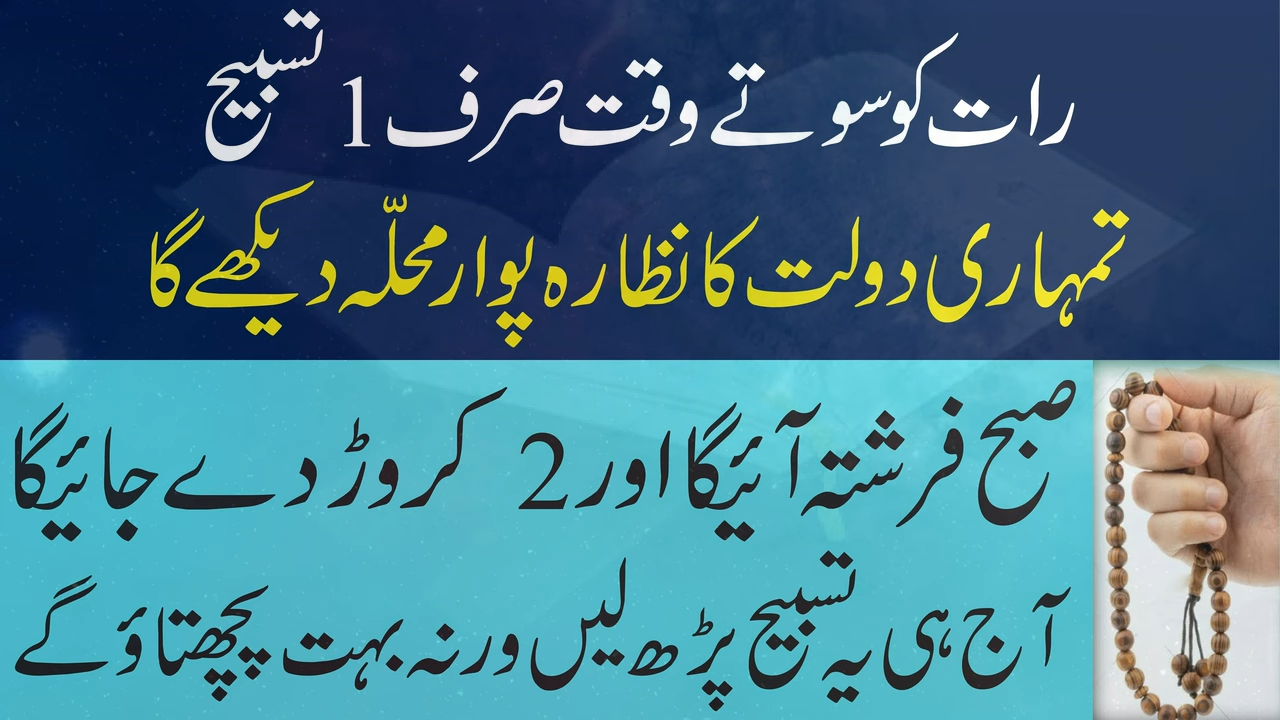 رات کو سوتے وقت صرف 1 تسبیح
تمہاری دولت کا نظارہ پوار محلّہ دیکھے گا
صبح فرشتہ آئیگا اور 2 کروڑ دے جائیگا
آج ہی یہ تسبیح پڑھ لیں ورنہ بہت پچھتاؤ گے